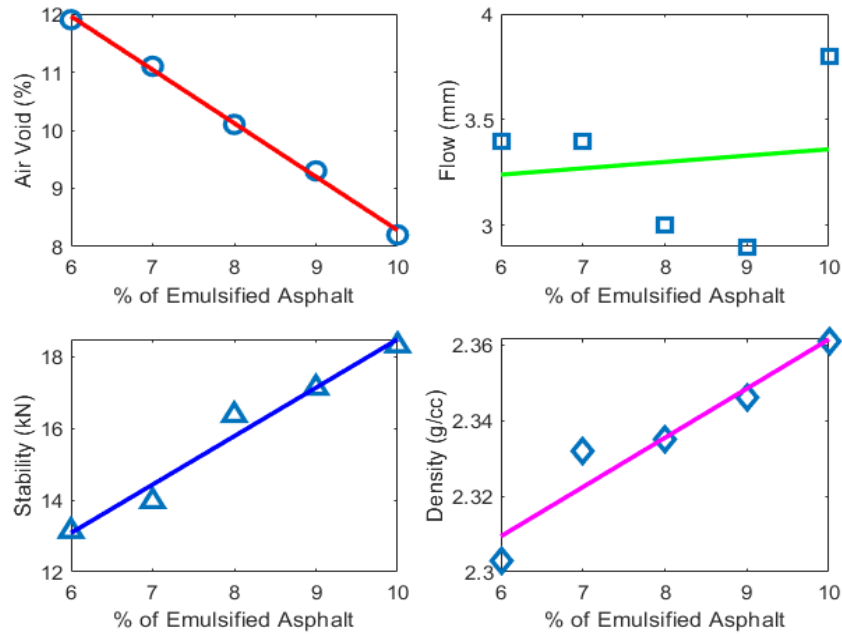 12
11
10
9
8
Air Void (%)
6 7 8 9 10
% of Emulsified Asphalt
4
3.5
3
Flow (mm)
6 7 8 9 10
% of Emulsified Asphalt
18
16
14
12
Stability (kN)
6 7 8 9 10
% of Emulsified Asphalt
2.36
2.34
2.32
2.3
Density (g/cc)
6 7 8 9 10
% of Emulsified Asphalt